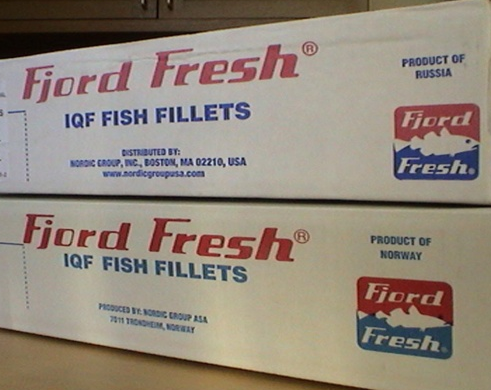 Fjord Fresh®
IQF FISH FILLETS
DISTRIBUTED BY:
NORDIC GROUP, INC., BOSTON, MA 02210, USA
www.nordicgroupusa.com
PRODUCT OF
RUSSIA
Fjord
Fresh®
Fjord Fresh®
IQF FISH FILLETS
PRODUCED BY: NORDIC GROUP ASA
7011 TRONDHEIM, NORWAY
PRODUCT OF
NORWAY
Fjord
Fresh®